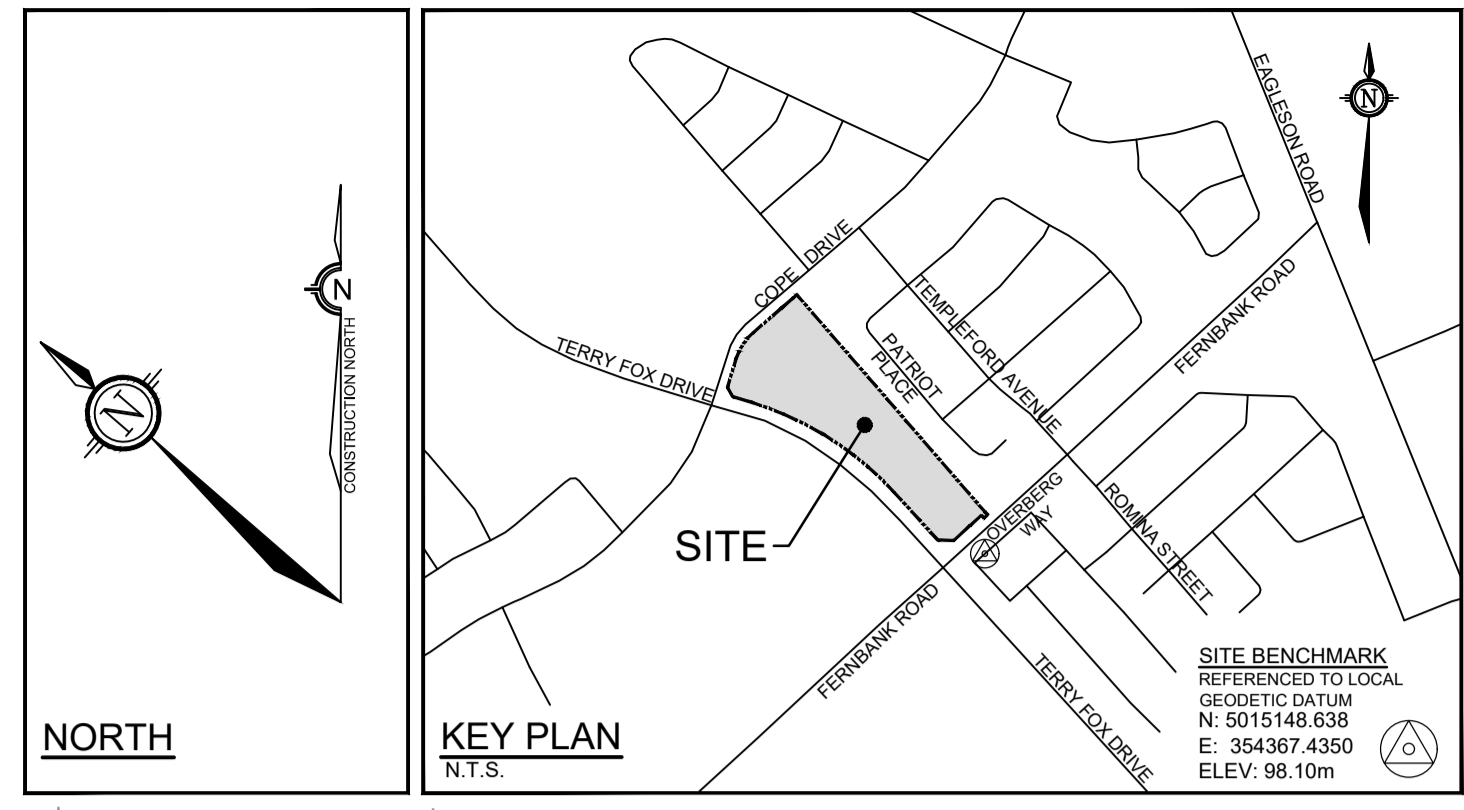 N
CONSTRUCTION NORTH
N
NORTH
EAGLESON ROAD
N
COPE DRIVE
TERRY FOX DRIVE
TEMPLEFORD AVENUE
PATRIOT
PLACE
FERNBANK ROAD
SITE
OVERBERG
WAY
ROMINA STREET
FERNBANK ROAD
TERRY FOX DRIVE
KEY PLAN
N.T.S.
SITE BENCHMARK
REFERENCED TO LOCAL
GEODETIC DATUM
N: 5015148.638
E: 354367.4350
ELEV: 98.10m